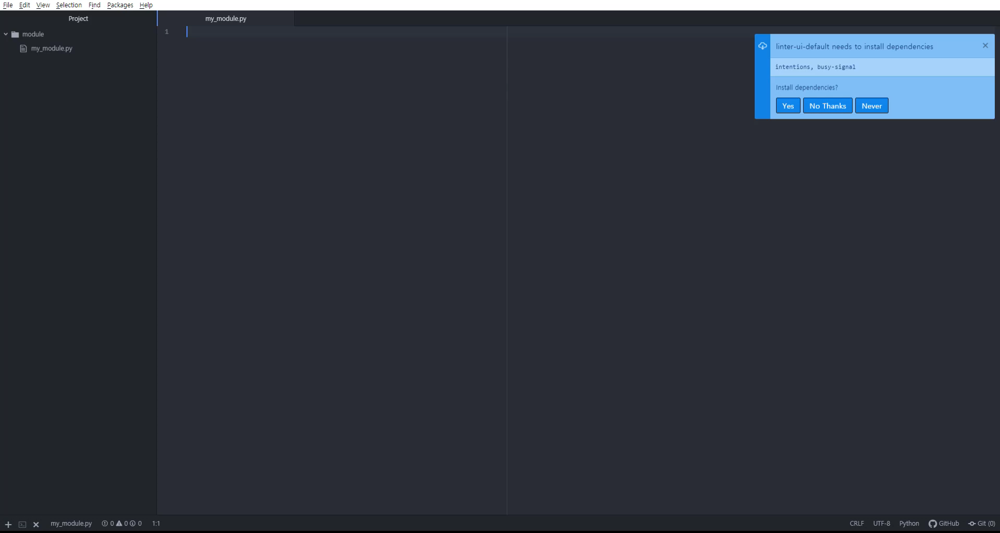 File Edit View Selection Find Packages Help
Project
my_module.py
module
my_module.py
1
linter-ui-default needs to install dependencies
intentions, busy-signal
Install dependencies?
Yes No Thanks Never
my_module.py 0 0 0 1:1
CRLF UTF-8 Python GitHub Git (0)